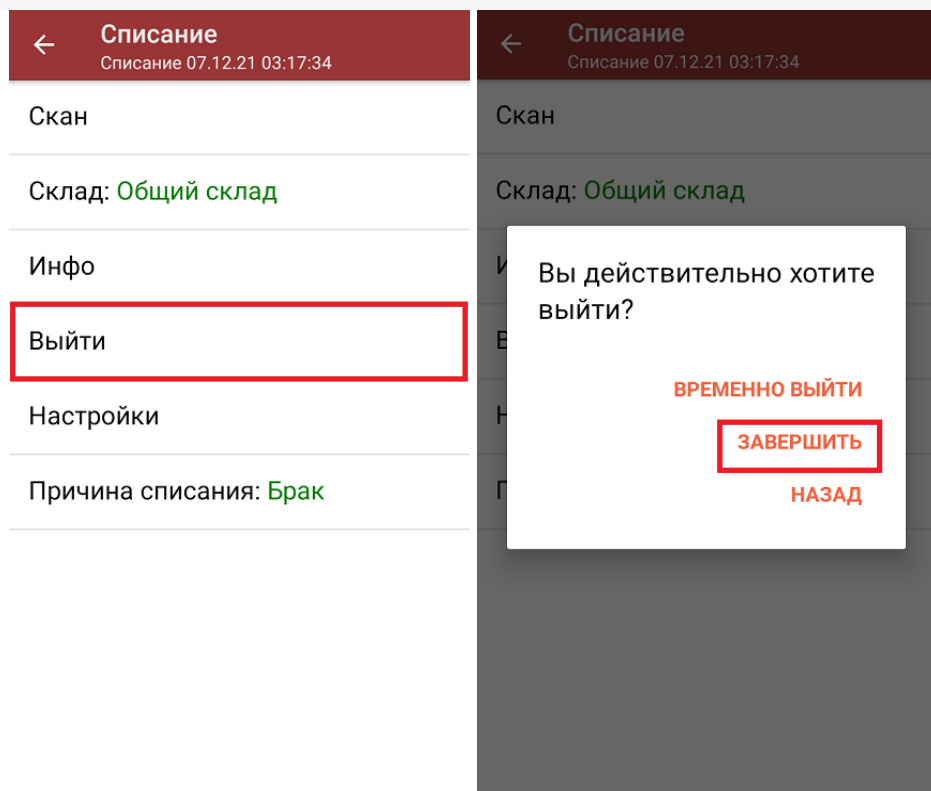 Списание
Списание 07.12.21 03:17:34
Скан
Склад: Общий склад
Инфо
Выйти
Настройки
Причина списания: Брак
Списание
Списание 07.12.21 03:17:34
Скан
Склад: Общий склад
Вы действительно хотите
выйти?
ВРЕМЕННО ВЫЙТИ
ЗАВЕРШИТЬ
НАЗАД